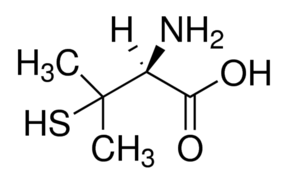 H NH₂
H₃C
OH
HS
CH₃ O